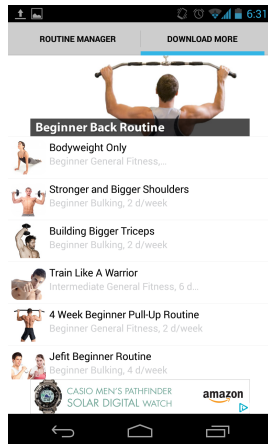 6:31
ROUTINE MANAGER
DOWNLOAD MORE
Beginner Back Routine
Bodyweight Only
Beginner General Fitness,...
Stronger and Bigger Shoulders
Beginner Bulking, 2 d/week
Building Bigger Triceps
Beginner Bulking, 2 d/week
Train Like A Warrior
Intermediate General Fitness, 6 d...
4 Week Beginner Pull-Up Routine
Beginner General Fitness, 2 d/week
Jefit Beginner Routine
Beginner Bulking, 4 d/week
CASIO MEN'S PATHFINDER
SOLAR DIGITAL WATCH
amazon